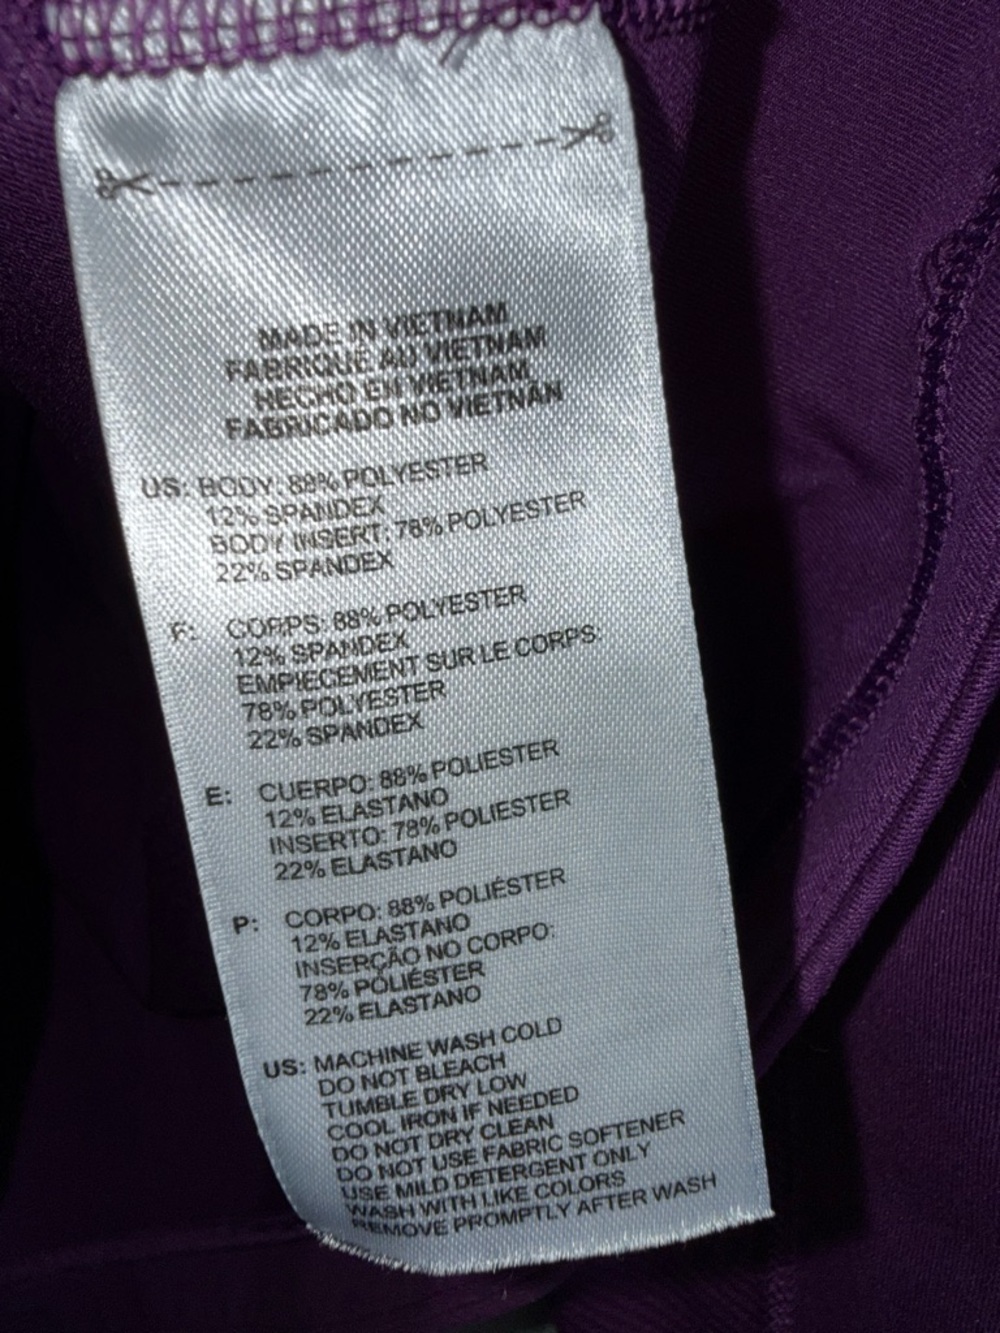 MADE IN VIETNAM
FABRIQUÉ AU VIETNAM
HECHO EN VIETNAM
FABRICADO NO VIETNAN
US: BODY: 88% POLYESTER
12% SPANDEX
BODY INSERT: 78% POLYESTER
22% SPANDEX
F: CORPS: 88% POLYESTER
12% SPANDEX
EMPIECEMENT SUR LE CORPS:
78% POLYESTER
22% SPANDEX
E: CUERPO: 88% POLIESTER
12% ELASTANO
INSERTO: 78% POLIESTER
22% ELASTANO
P: CORPO: 88% POLIÉSTER
12% ELASTANO
INSERÇÃO NO CORPO:
78% POLIÉSTER
22% ELASTANO
US: MACHINE WASH COLD
DO NOT BLEACH
TUMBLE DRY LOW
COOL IRON IF NEEDED
DO NOT DRY CLEAN
DO NOT USE FABRIC SOFTENER
USE MILD DETERGENT ONLY
WASH WITH LIKE COLORS
REMOVE PROMPTLY AFTER WASH